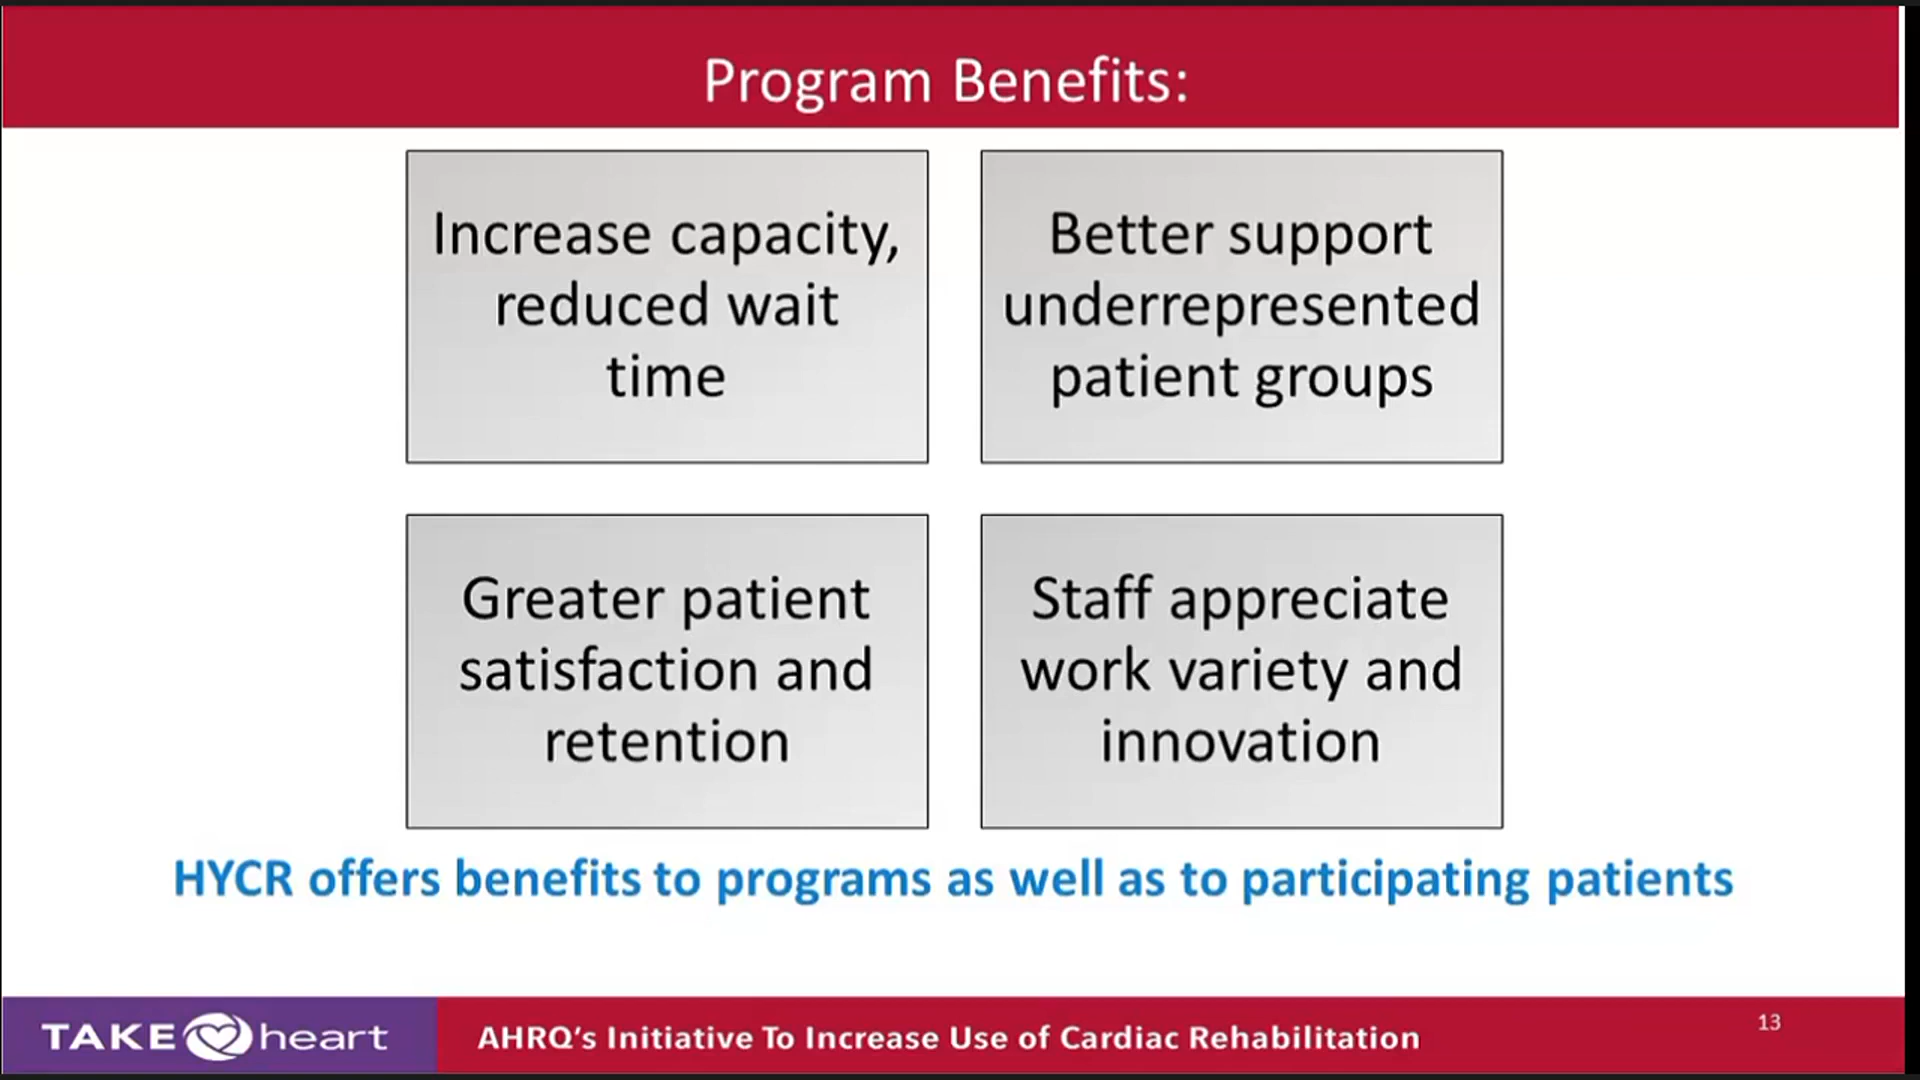 Program Benefits:
Increase capacity,
reduced wait
time
Better support
underrepresented
patient groups
Greater patient
satisfaction and
retention
Staff appreciate
work variety and
innovation
HYCR offers benefits to programs as well as to participating patients
TAKE heart
AHRQ's Initiative To Increase Use of Cardiac Rehabilitation
13